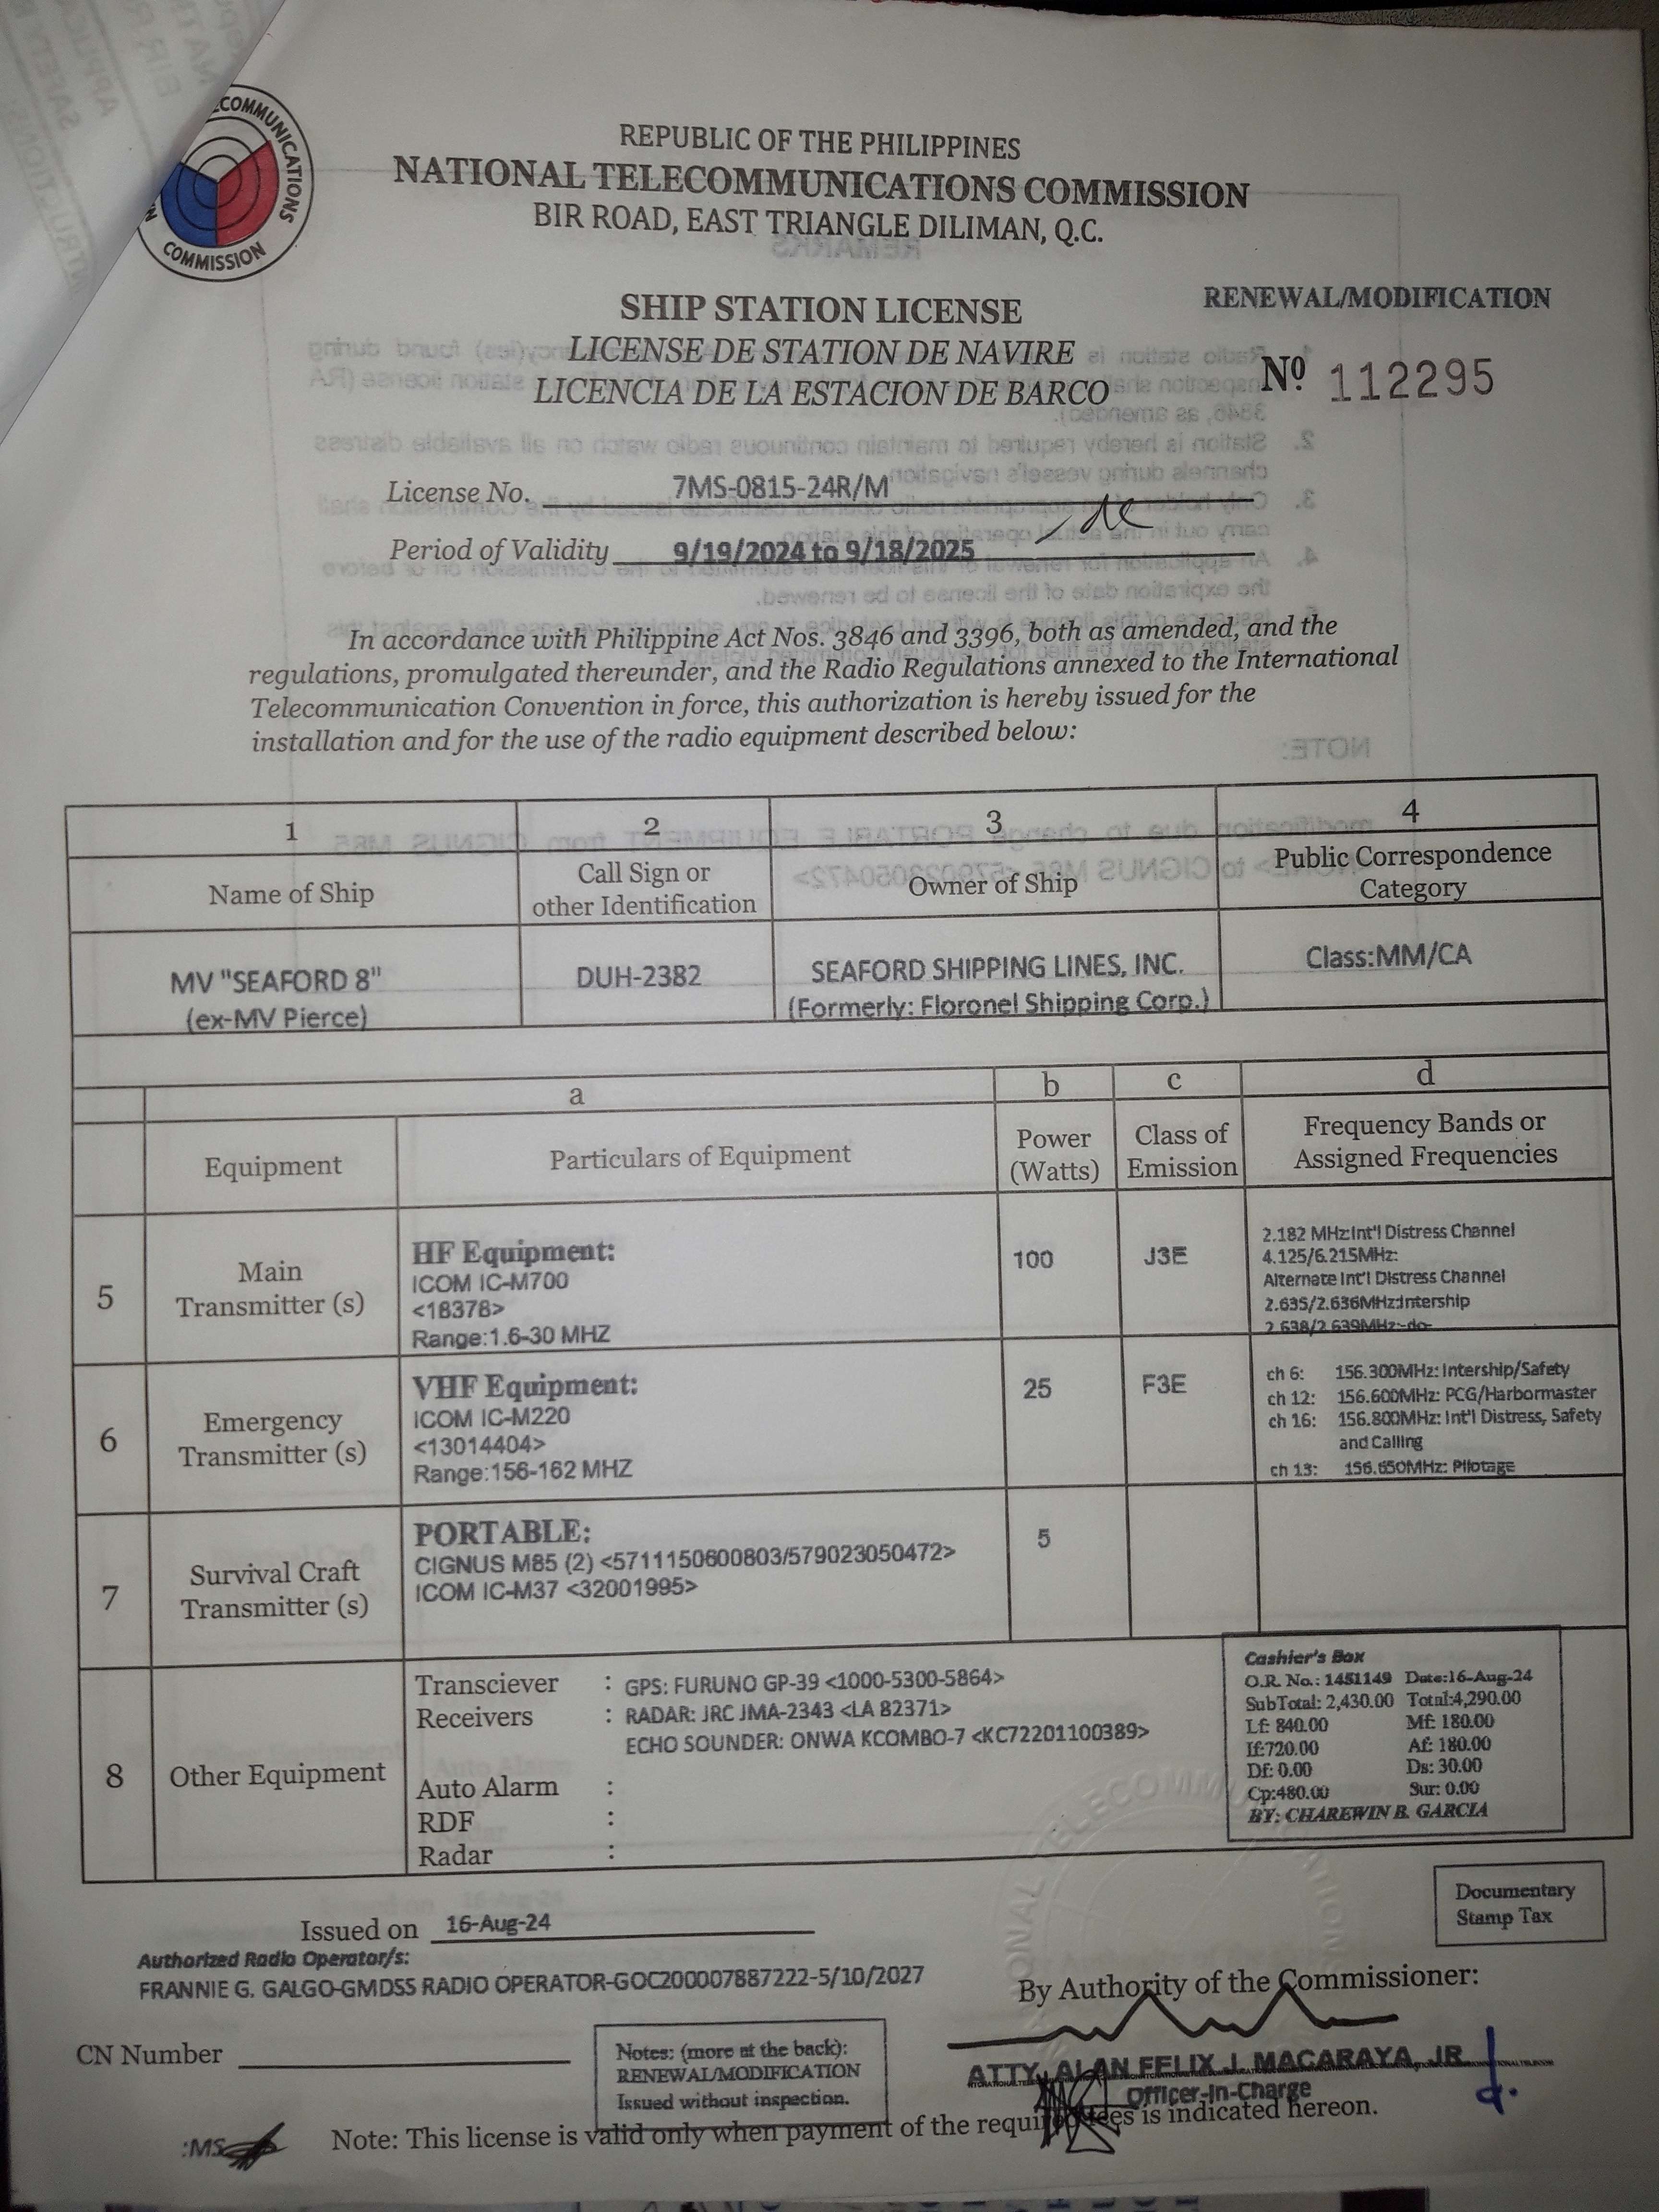 COMMUNICATIONS
COMMISSION
REPUBLIC OF THE PHILIPPINES
NATIONAL TELECOMMUNICATIONS COMMISSION
BIR ROAD, EAST TRIANGLE DILIMAN, Q.C.
RENEWAL/MODIFICATION
SHIP STATION LICENSE
LICENSE DE STATION DE NAVIRE
LICENCIA DE LA ESTACION DE BARCO
Nº 112295
License No. 7MS-0815-24R/M
Period of Validity 9/19/2024 to 9/18/2025
In accordance with Philippine Act Nos. 3846 and 3396, both as amended, and the
regulations, promulgated thereunder, and the Radio Regulations annexed to the International
Telecommunication Convention in force, this authorization is hereby issued for the
installation and for the use of the radio equipment described below:
1 2 3 4
Name of Ship
Call Sign or
other Identification
Owner of Ship
Public Correspondence
Category
MV "SEAFORD 8"
(ex-MV Pierce)
DUH-2382
SEAFORD SHIPPING LINES, INC.
(Formerly: Floronel Shipping Corp.)
Class:MM/CA
a b c d
Equipment
Particulars of Equipment
Power
(Watts)
Class of
Emission
Frequency Bands or
Assigned Frequencies
5
Main
Transmitter (s)
HF Equipment:
ICOM IC-M700
<18378>
Range:1.6-30 MHZ
100
J3E
2.182 MHz:Int'l Distress Channel
4.125/6.215MHz:
Alternate Int'l Distress Channel
2.635/2.636MHz:Intership
2.638/2.639MHz:-do-
6
Emergency
Transmitter (s)
VHF Equipment:
ICOM IC-M220
<13014404>
Range:156-162 MHZ
25
F3E
ch 6: 156.300MHz: Intership/Safety
ch 12: 156.600MHz: PCG/Harbormaster
ch 16: 156.800MHz: Int'l Distress, Safety
and Calling
ch 13: 156.650MHz: Pilotage
7
Survival Craft
Transmitter (s)
PORTABLE:
CIGNUS M85 (2) <5711150600803/579023050472>
ICOM IC-M37 <32001995>
5
8
Other Equipment
Transciever : GPS: FURUNO GP-39 <1000-5300-5864>
Receivers : RADAR: JRC JMA-2343 <LA 82371>
ECHO SOUNDER: ONWA KCOMBO-7 <KC72201100389>
Auto Alarm :
RDF :
Radar :
Cashier's Box
O.R. No.: 1451149 Date:16-Aug-24
SubTotal: 2,430.00 Total:4,290.00
Lf: 840.00 Mf: 180.00
If:720.00 Af: 180.00
Df: 0.00 Ds: 30.00
Cp:480.00 Sur: 0.00
BY: CHAREWIN B. GARCIA
Documentary
Stamp Tax
Issued on 16-Aug-24
Authorized Radio Operator/s:
FRANNIE G. GALGO-GMDSS RADIO OPERATOR-GOC200007887222-5/10/2027
By Authority of the Commissioner:
CN Number
Notes: (more at the back):
RENEWAL/MODIFICATION
Issued without inspection.
ATTY. ALAN FELIX J. MACARAYA, JR.
Officer-In-Charge
:MS
Note: This license is valid only when payment of the required fees is indicated hereon.